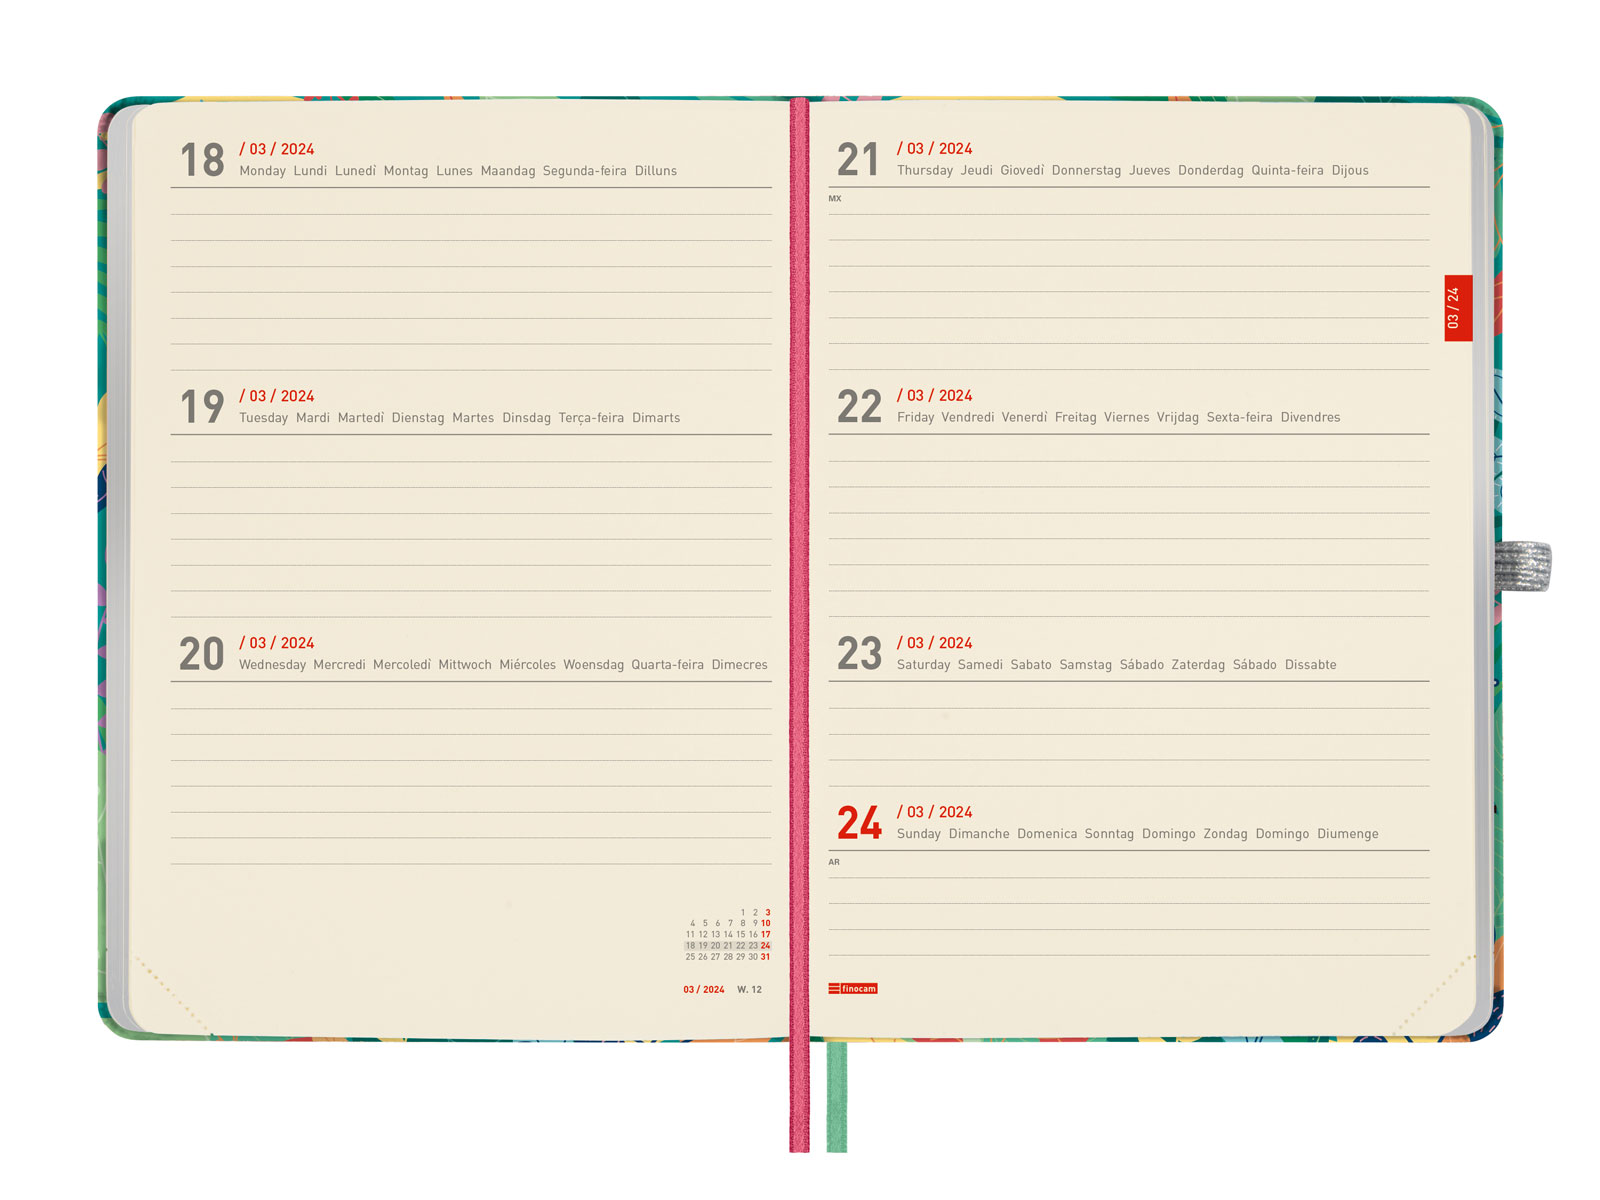 18 / 03 / 2024
Monday Lundi Lunedì Montag Lunes Maandag Segunda-feira Dilluns
19 / 03 / 2024
Tuesday Mardi Martedì Dienstag Martes Dinsdag Terça-feira Dimarts
20 / 03 / 2024
Wednesday Mercredi Mercoledì Mittwoch Miércoles Woensdag Quarta-feira Dimecres
1 2 3
4 5 6 7 8 9 10
11 12 13 14 15 16 17
18 19 20 21 22 23 24
25 26 27 28 29 30 31
03 / 2024 W. 12
21 / 03 / 2024
Thursday Jeudi Giovedì Donnerstag Jueves Donderdag Quinta-feira Dijous
MX
03 / 24
22 / 03 / 2024
Friday Vendredi Venerdì Freitag Viernes Vrijdag Sexta-feira Divendres
23 / 03 / 2024
Saturday Samedi Sabato Samstag Sábado Zaterdag Sábado Dissabte
24 / 03 / 2024
Sunday Dimanche Domenica Sonntag Domingo Zondag Domingo Diumenge
AR
finocam